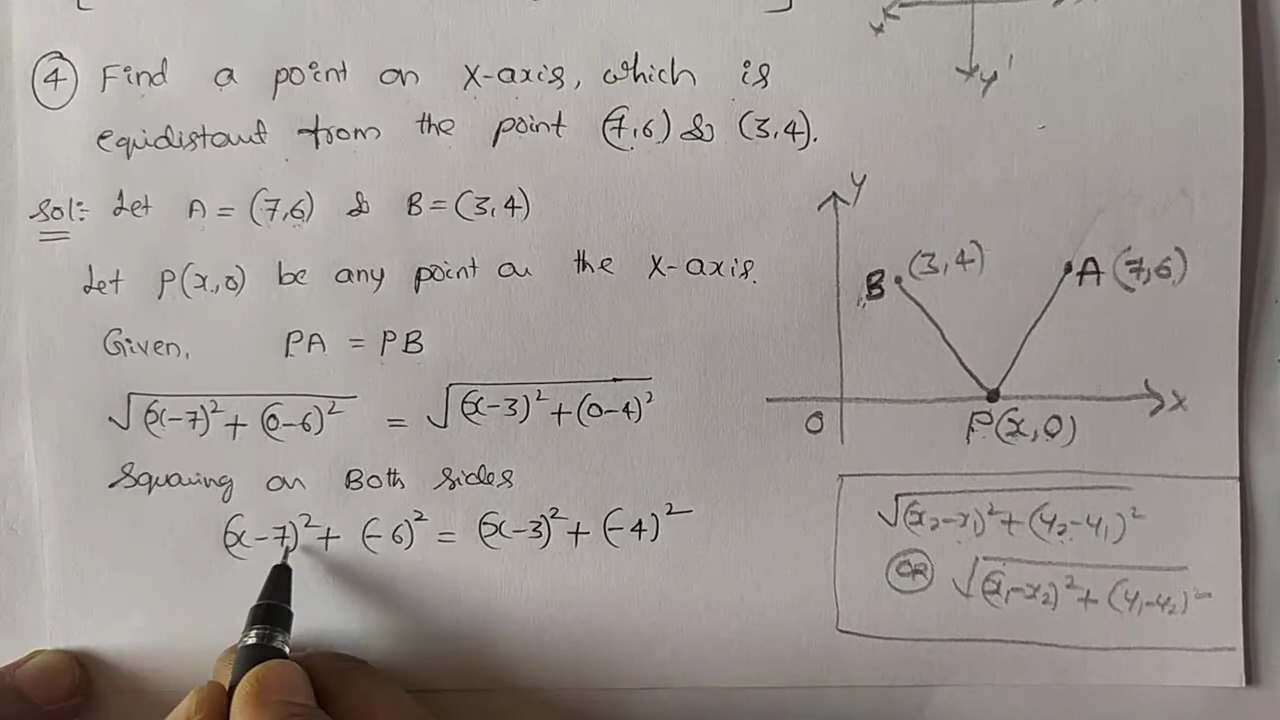 x y'
④ Find a point on X-axis, which is
equidistant from the point (7,6) & (3,4).
Sol:- Let A = (7,6) & B = (3,4)
Let P(x,0) be any point on the X-axis.
Given, PA = PB
√(x-7)²+(0-6)² = √(x-3)²+(0-4)²
Squaring on Both sides
(x-7)²+(-6)² = (x-3)²+(-4)²
Y
B (3,4) A (7,6)
O P(x,0) X
√(x₂-x₁)²+(y₂-y₁)²
OR √(x₁-x₂)²+(y₁-y₂)²